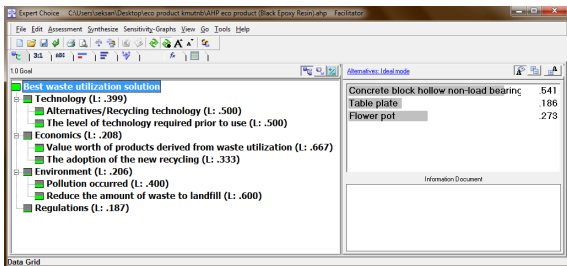 Expert Choice C:\Users\seksan\Desktop\eco product kmutnb\AHP eco product (Black Epoxy Resin).ahp Facilitator
File Edit Assessment Synthesize Sensitivity-Graphs View Go Tools Help
3:1 ABC
1.0 Goal
Best waste utilization solution
Technology (L: .399)
Alternatives/Recycling technology (L: .500)
The level of technology required prior to use (L: .500)
Economics (L: .208)
Value worth of products derived from waste utilization (L: .667)
The adoption of the new recycling (L: .333)
Environment (L: .206)
Pollution occurred (L: .400)
Reduce the amount of waste to landfill (L: .600)
Regulations (L: .187)
Alternatives: Ideal mode
Concrete block hollow non-load bearing .541
Table plate .186
Flower pot .273
Information Document
Data Grid